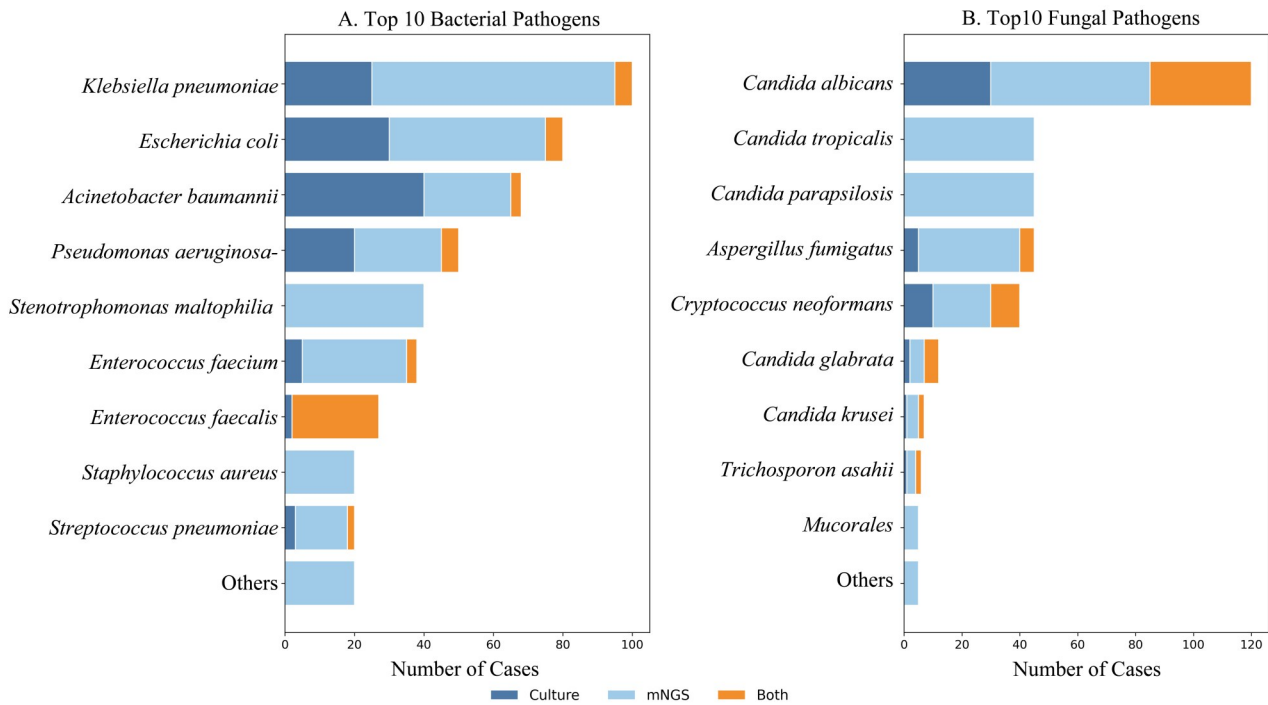 A. Top 10 Bacterial Pathogens
Klebsiella pneumoniae
Escherichia coli
Acinetobacter baumannii
Pseudomonas aeruginosa-
Stenotrophomonas maltophilia
Enterococcus faecium
Enterococcus faecalis
Staphylococcus aureus
Streptococcus pneumoniae
Others
0 20 40 60 80 100
Number of Cases
B. Top10 Fungal Pathogens
Candida albicans
Candida tropicalis
Candida parapsilosis
Aspergillus fumigatus
Cryptococcus neoformans
Candida glabrata
Candida krusei
Trichosporon asahii
Mucorales
Others
0 20 40 60 80 100 120
Number of Cases
Culture mNGS Both